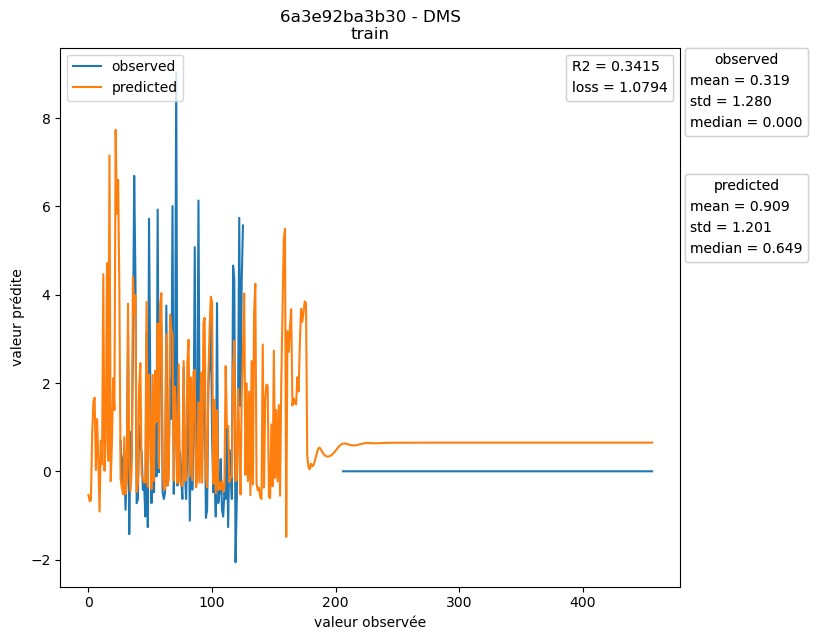 6a3e92ba3b30 - DMS
train
observed
predicted
R2 = 0.3415
loss = 1.0794
observed
mean = 0.319
std = 1.280
median = 0.000
predicted
mean = 0.909
std = 1.201
median = 0.649
valeur prédite
8
6
4
2
0
−2
0
100
200
300
400
valeur observée